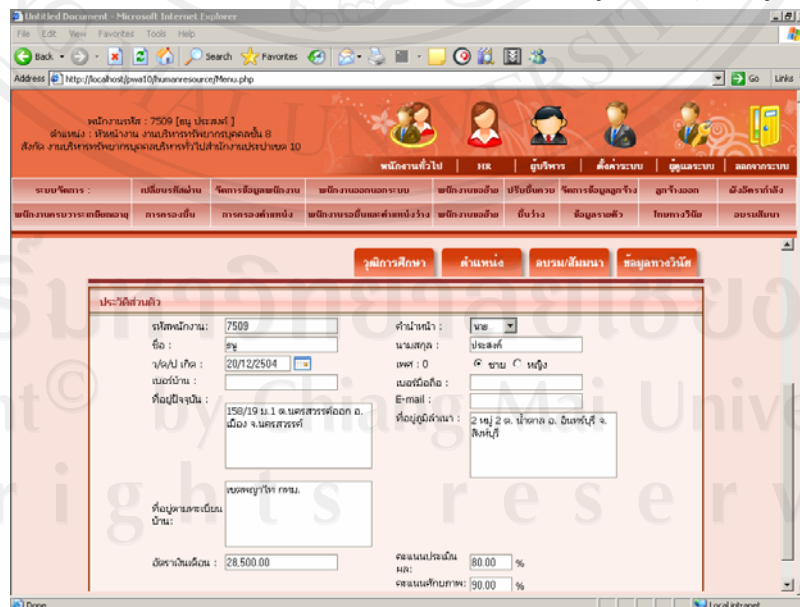 Untitled Document - Microsoft Internet Explorer
File Edit View Favorites Tools Help
Back Search Favorites
Address http://localhost/pwa10/humanresource/Menu.php Go Links
พนักงานรหัส : 7509 [ธนู ประสงค์ ]
ตำแหน่ง : หัวหน้างาน งานบริหารทรัพยากรบุคคลชั้น 8
สังกัด งานบริหารทรัพยากรบุคคลบริหารทั่วไปสำนักงานประปาเขต 10
พนักงานทั่วไป | HR | ผู้บริหาร | ตั้งค่าระบบ | ผู้ดูแลระบบ | ออกจากระบบ
ระบบจัดการ : เปลี่ยนรหัสผ่าน จัดการข้อมูลพนักงาน พนักงานออกนอกระบบ พนักงานขอย้าย ปรับขึ้นควบ จัดการข้อมูลลูกจ้าง ลูกจ้างออก ผังอัตรากำลัง
พนักงานครบวาระเกษียณอายุ การครองขั้น การครองตำแหน่ง พนักงานรอขึ้นและตำแหน่งว่าง พนักงานขอย้าย ขั้นว่าง ข้อมูลรายตัว โทษทางวินัย อบรมสัมนา
วุฒิการศึกษา ตำแหน่ง อบรม/สัมมนา ข้อมูลทางวินัย
ประวัติส่วนตัว
รหัสพนักงาน: 7509 คำนำหน้า : นาย
ชื่อ : ธนู นามสกุล : ประสงค์
ว/ด/ป เกิด : 20/12/2504 เพศ : 0 ชาย หญิง
เบอร์บ้าน : เบอร์มือถือ :
ที่อยู่ปัจจุบัน : E-mail :
158/19 ม.1 ต.นครสวรรค์ออก อ.
เมือง จ.นครสวรรค์
ที่อยู่ภูมิลำเนา : 2 หมู่ 2 ต. น้ำตาล อ. อินทร์บุรี จ.
สิงห์บุรี
เขตพญาไท กทม.
ที่อยู่ตามทะเบียน
บ้าน:
อัตราเงินเดือน : 28,500.00 คะแนนประเมิน
ผล: 80.00 %
คะแนนศักยภาพ: 90.00 %
Done Local intranet